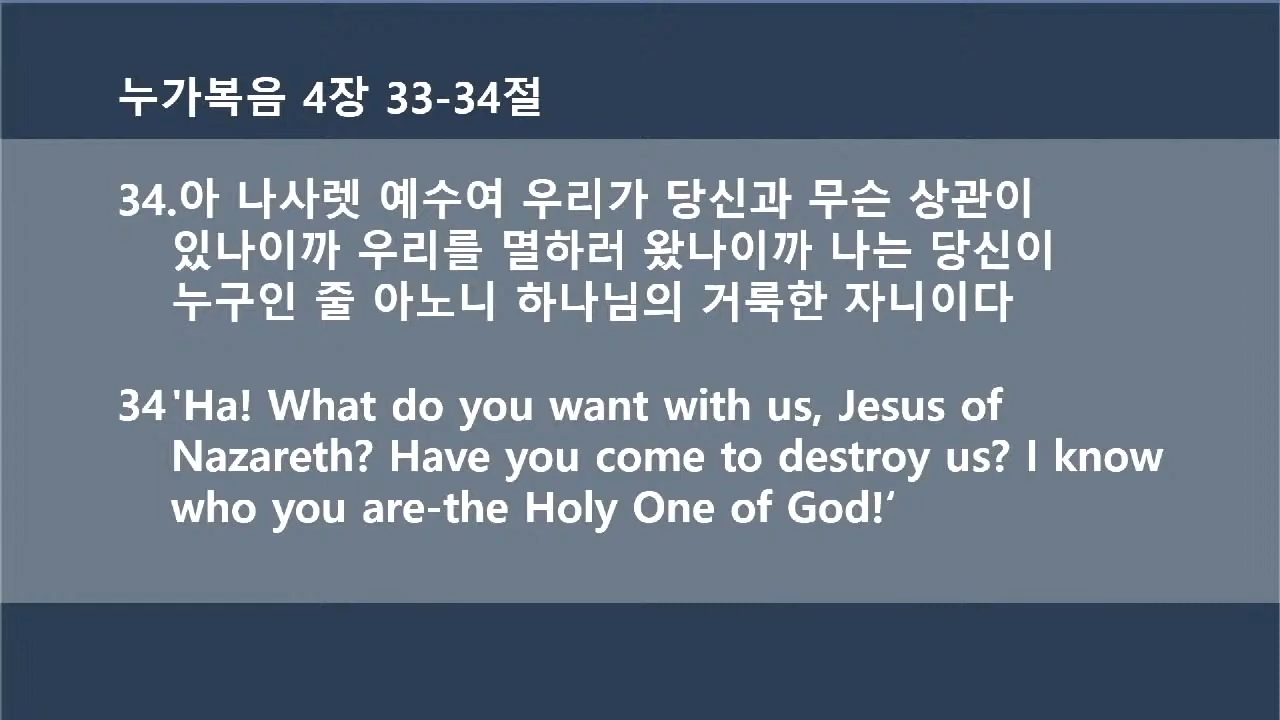 누가복음 4장 33-34절
34.아 나사렛 예수여 우리가 당신과 무슨 상관이
있나이까 우리를 멸하러 왔나이까 나는 당신이
누구인 줄 아노니 하나님의 거룩한 자니이다
34 'Ha! What do you want with us, Jesus of
Nazareth? Have you come to destroy us? I know
who you are-the Holy One of God!‘